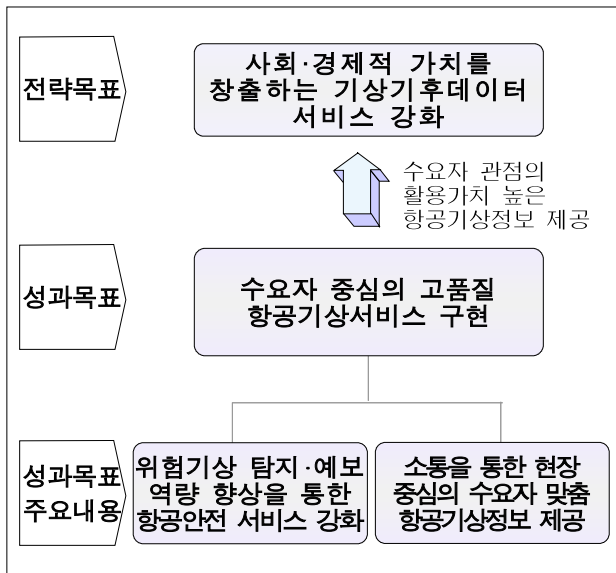 전략목표
사회·경제적 가치를
창출하는 기상기후데이터
서비스 강화
수요자 관점의
활용가치 높은
항공기상정보 제공
성과목표
수요자 중심의 고품질
항공기상서비스 구현
성과목표
주요내용
위험기상 탐지·예보
역량 향상을 통한
항공안전 서비스 강화
소통을 통한 현장
중심의 수요자 맞춤
항공기상정보 제공